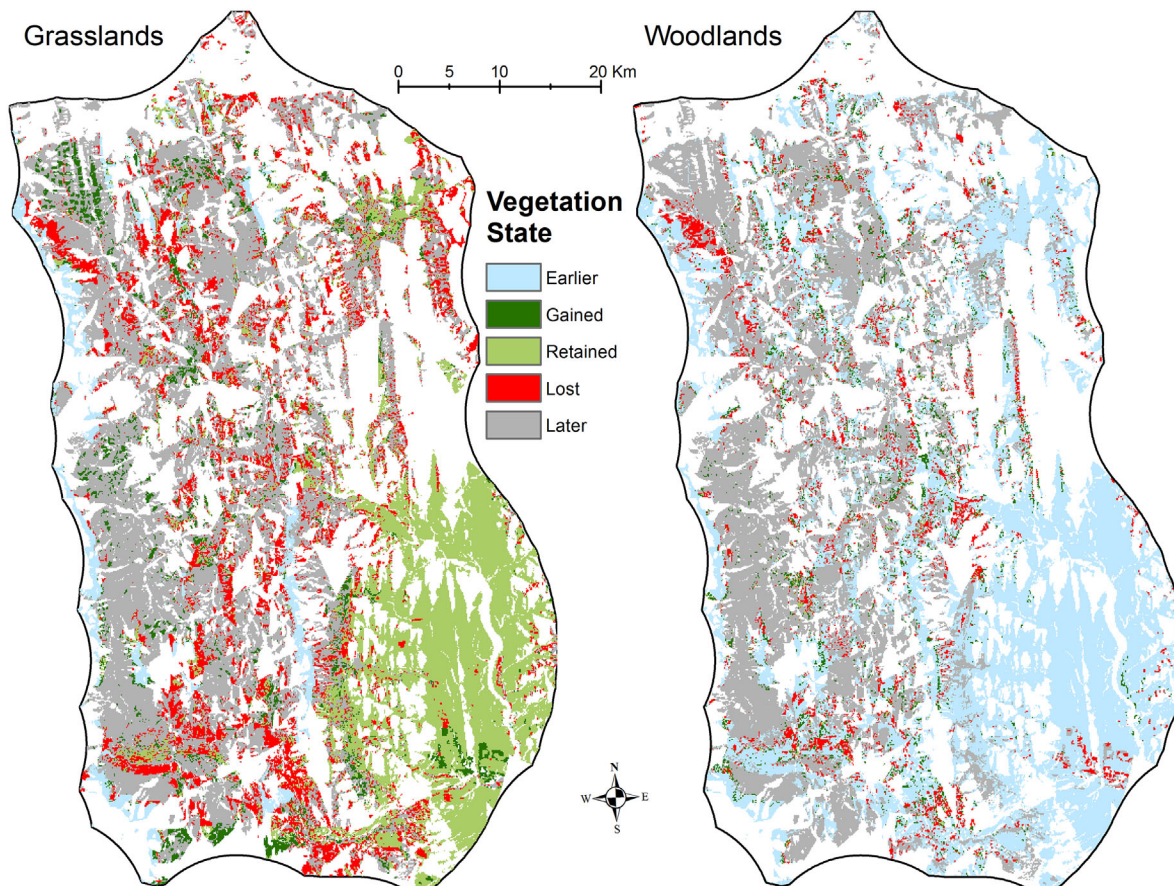 Grasslands
Woodlands
0 5 10 20 Km
Vegetation
State
Earlier
Gained
Retained
Lost
Later
N
W E
S